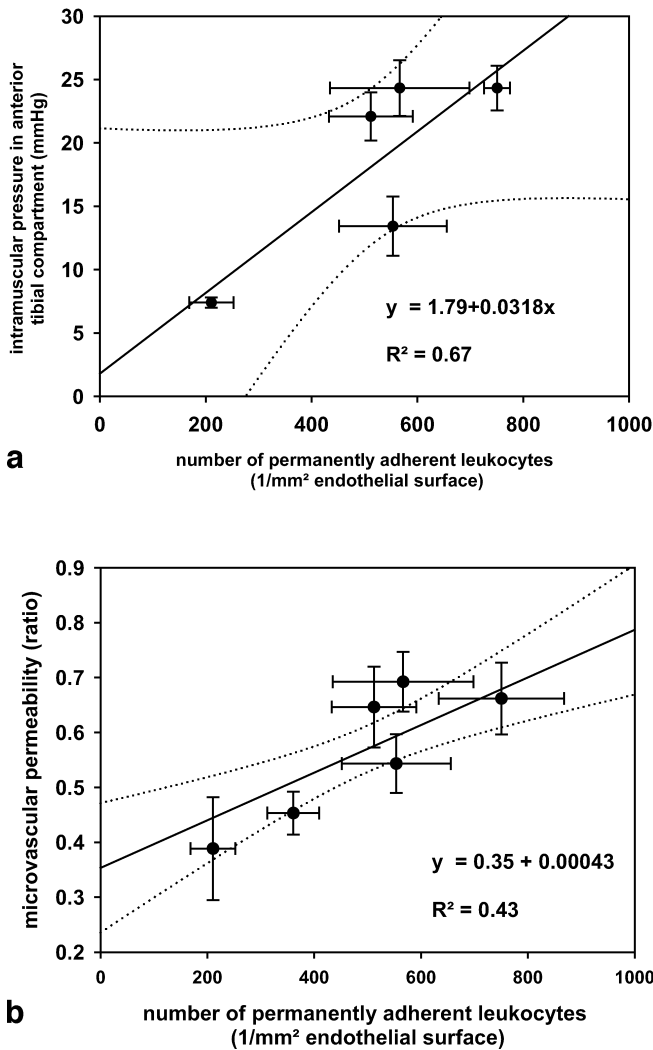 30
25
20
15
10
5
0
intramuscular pressure in anterior
tibial compartment (mmHg)
y = 1.79+0.0318x
R² = 0.67
0 200 400 600 800 1000
number of permanently adherent leukocytes
(1/mm² endothelial surface)
a
0.9
0.8
0.7
0.6
0.5
0.4
0.3
0.2
microvascular permeability (ratio)
y = 0.35 + 0.00043
R² = 0.43
0 200 400 600 800 1000
number of permanently adherent leukocytes
(1/mm² endothelial surface)
b